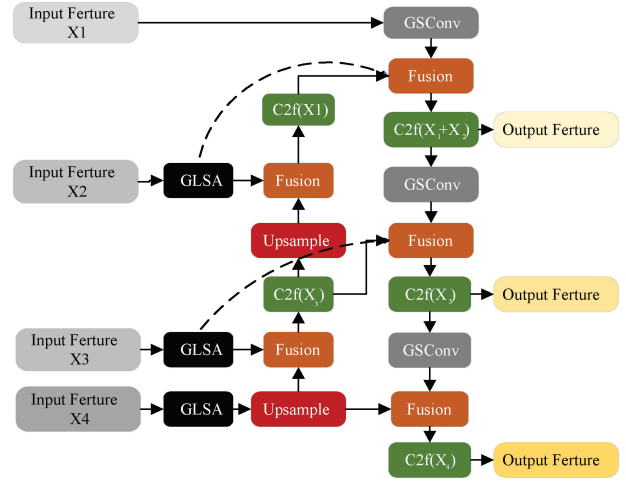 Input Ferture
X1
GSConv
Fusion
C2f(X1)
C2f(X₁+X₂)
Output Ferture
Input Ferture
X2
GLSA
Fusion
GSConv
Upsample
Fusion
C2f(X₃)
C2f(X₃)
Output Ferture
Input Ferture
X3
GLSA
Fusion
GSConv
Input Ferture
X4
GLSA
Upsample
Fusion
C2f(X₄)
Output Ferture